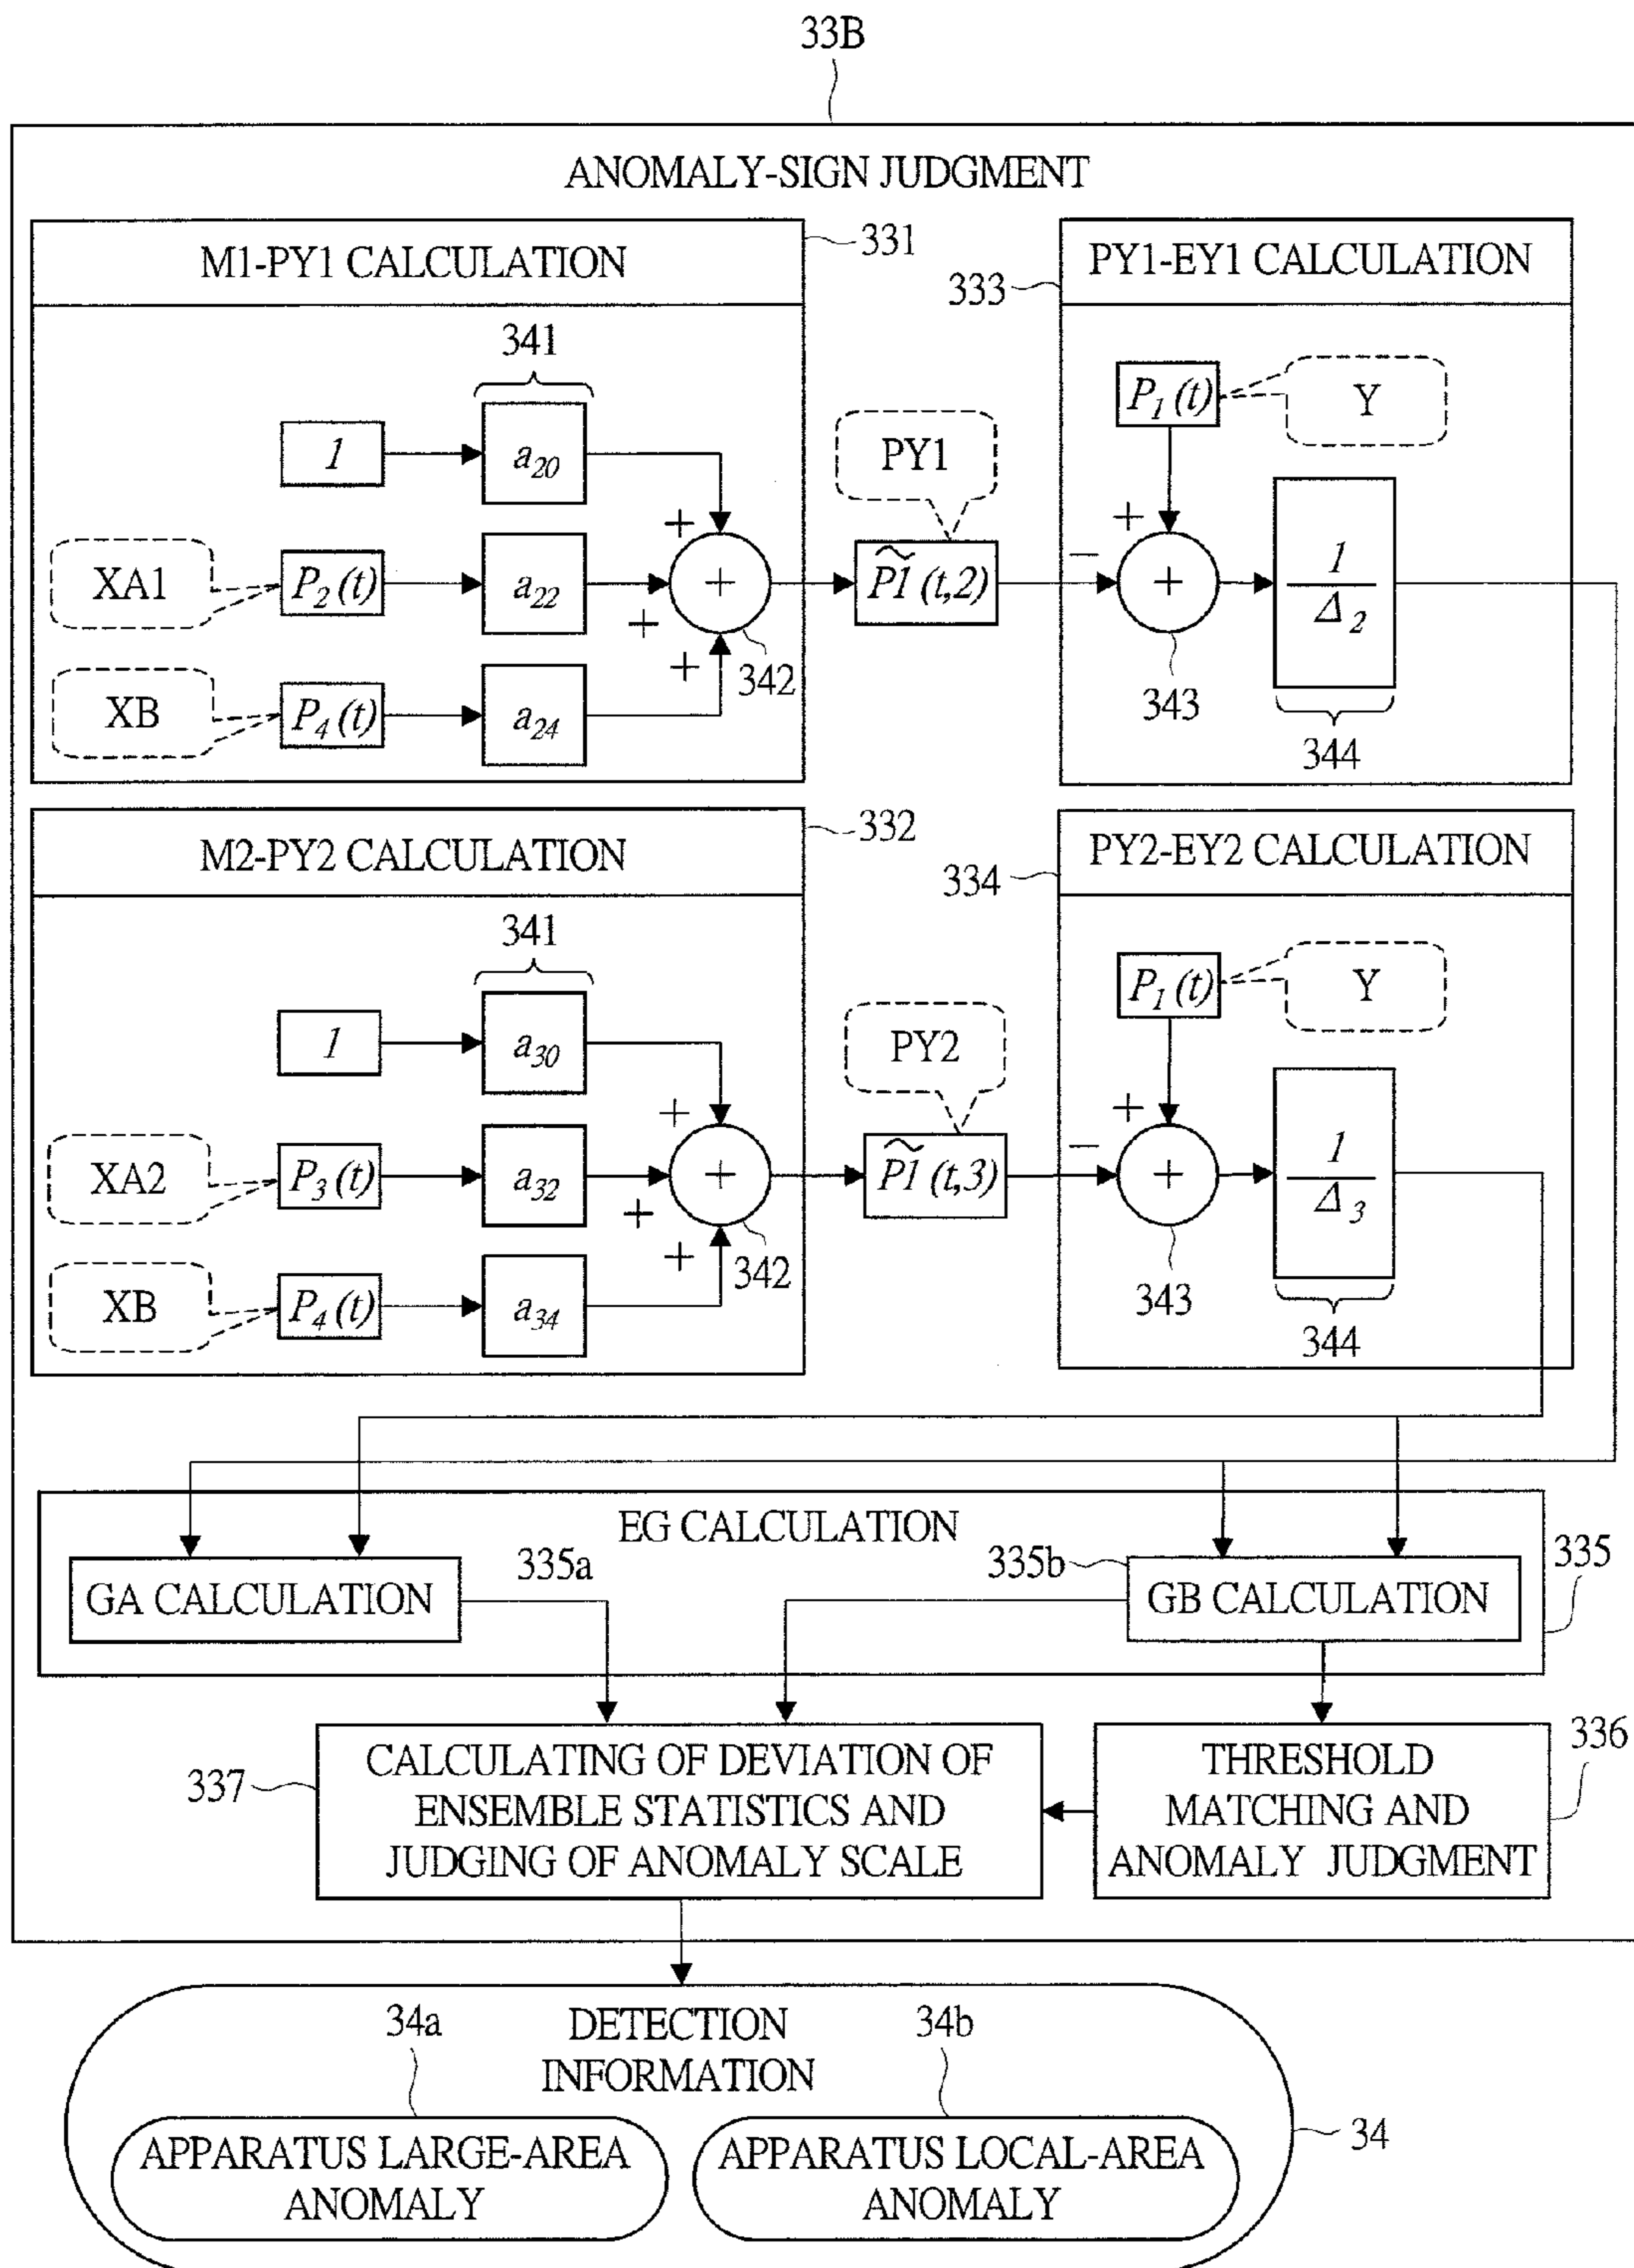 33B
ANOMALY-SIGN JUDGMENT
M1-PY1 CALCULATION
331
341
1
a20
XA1
P2(t)
a22
XB
P4(t)
a24
+
+
+
+
342
PY1
P̃1(t,2)
333
PY1-EY1 CALCULATION
P1(t)
Y
+
−
+
343
1
Δ2
344
M2-PY2 CALCULATION
332
341
1
a30
XA2
P3(t)
a32
XB
P4(t)
a34
+
+
+
+
342
PY2
P̃1(t,3)
334
PY2-EY2 CALCULATION
P1(t)
Y
+
−
+
343
1
Δ3
344
EG CALCULATION
335
GA CALCULATION
335a
335b
GB CALCULATION
337
CALCULATING OF DEVIATION OF
ENSEMBLE STATISTICS AND
JUDGING OF ANOMALY SCALE
THRESHOLD
MATCHING AND
ANOMALY JUDGMENT
336
34a
DETECTION
INFORMATION
34b
34
APPARATUS LARGE-AREA
ANOMALY
APPARATUS LOCAL-AREA
ANOMALY